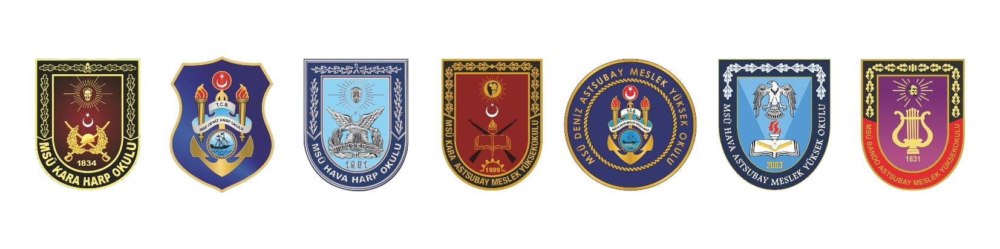 MSÜ KARA HARP OKULU
1834
T.C.B.
MSÜ DENİZ HARP OKULU
1773
İSTİKBAL GÖKLERDEDİR
1951
MSÜ HAVA HARP OKULU
1909
MSÜ KARA ASTSUBAY MESLEK YÜKSEKOKULU
MSÜ DENİZ ASTSUBAY MESLEK YÜKSEK OKULU
T.C.B.
2003
MSÜ HAVA ASTSUBAY MESLEK YÜKSEK OKULU
1831
MSÜ BANDO ASTSUBAY MESLEK YÜKSEKOKULU